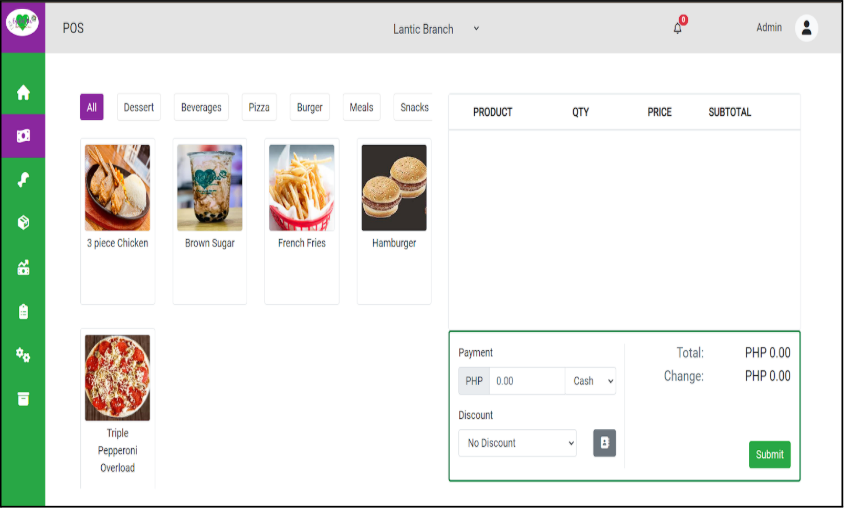 POS
Lantic Branch
0
Admin
All
Dessert
Beverages
Pizza
Burger
Meals
Snacks
PRODUCT
QTY
PRICE
SUBTOTAL
3 piece Chicken
Brown Sugar
French Fries
Hamburger
Triple
Pepperoni
Overload
Payment
PHP
0.00
Cash
Discount
No Discount
Total:
PHP 0.00
Change:
PHP 0.00
Submit